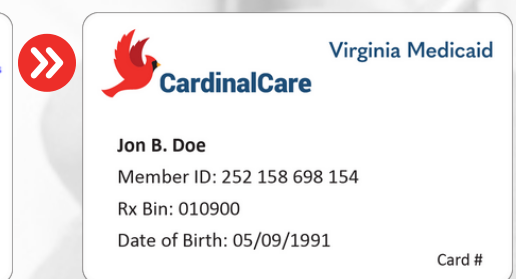 Virginia Medicaid
CardinalCare
Jon B. Doe
Member ID: 252 158 698 154
Rx Bin: 010900
Date of Birth: 05/09/1991
Card #